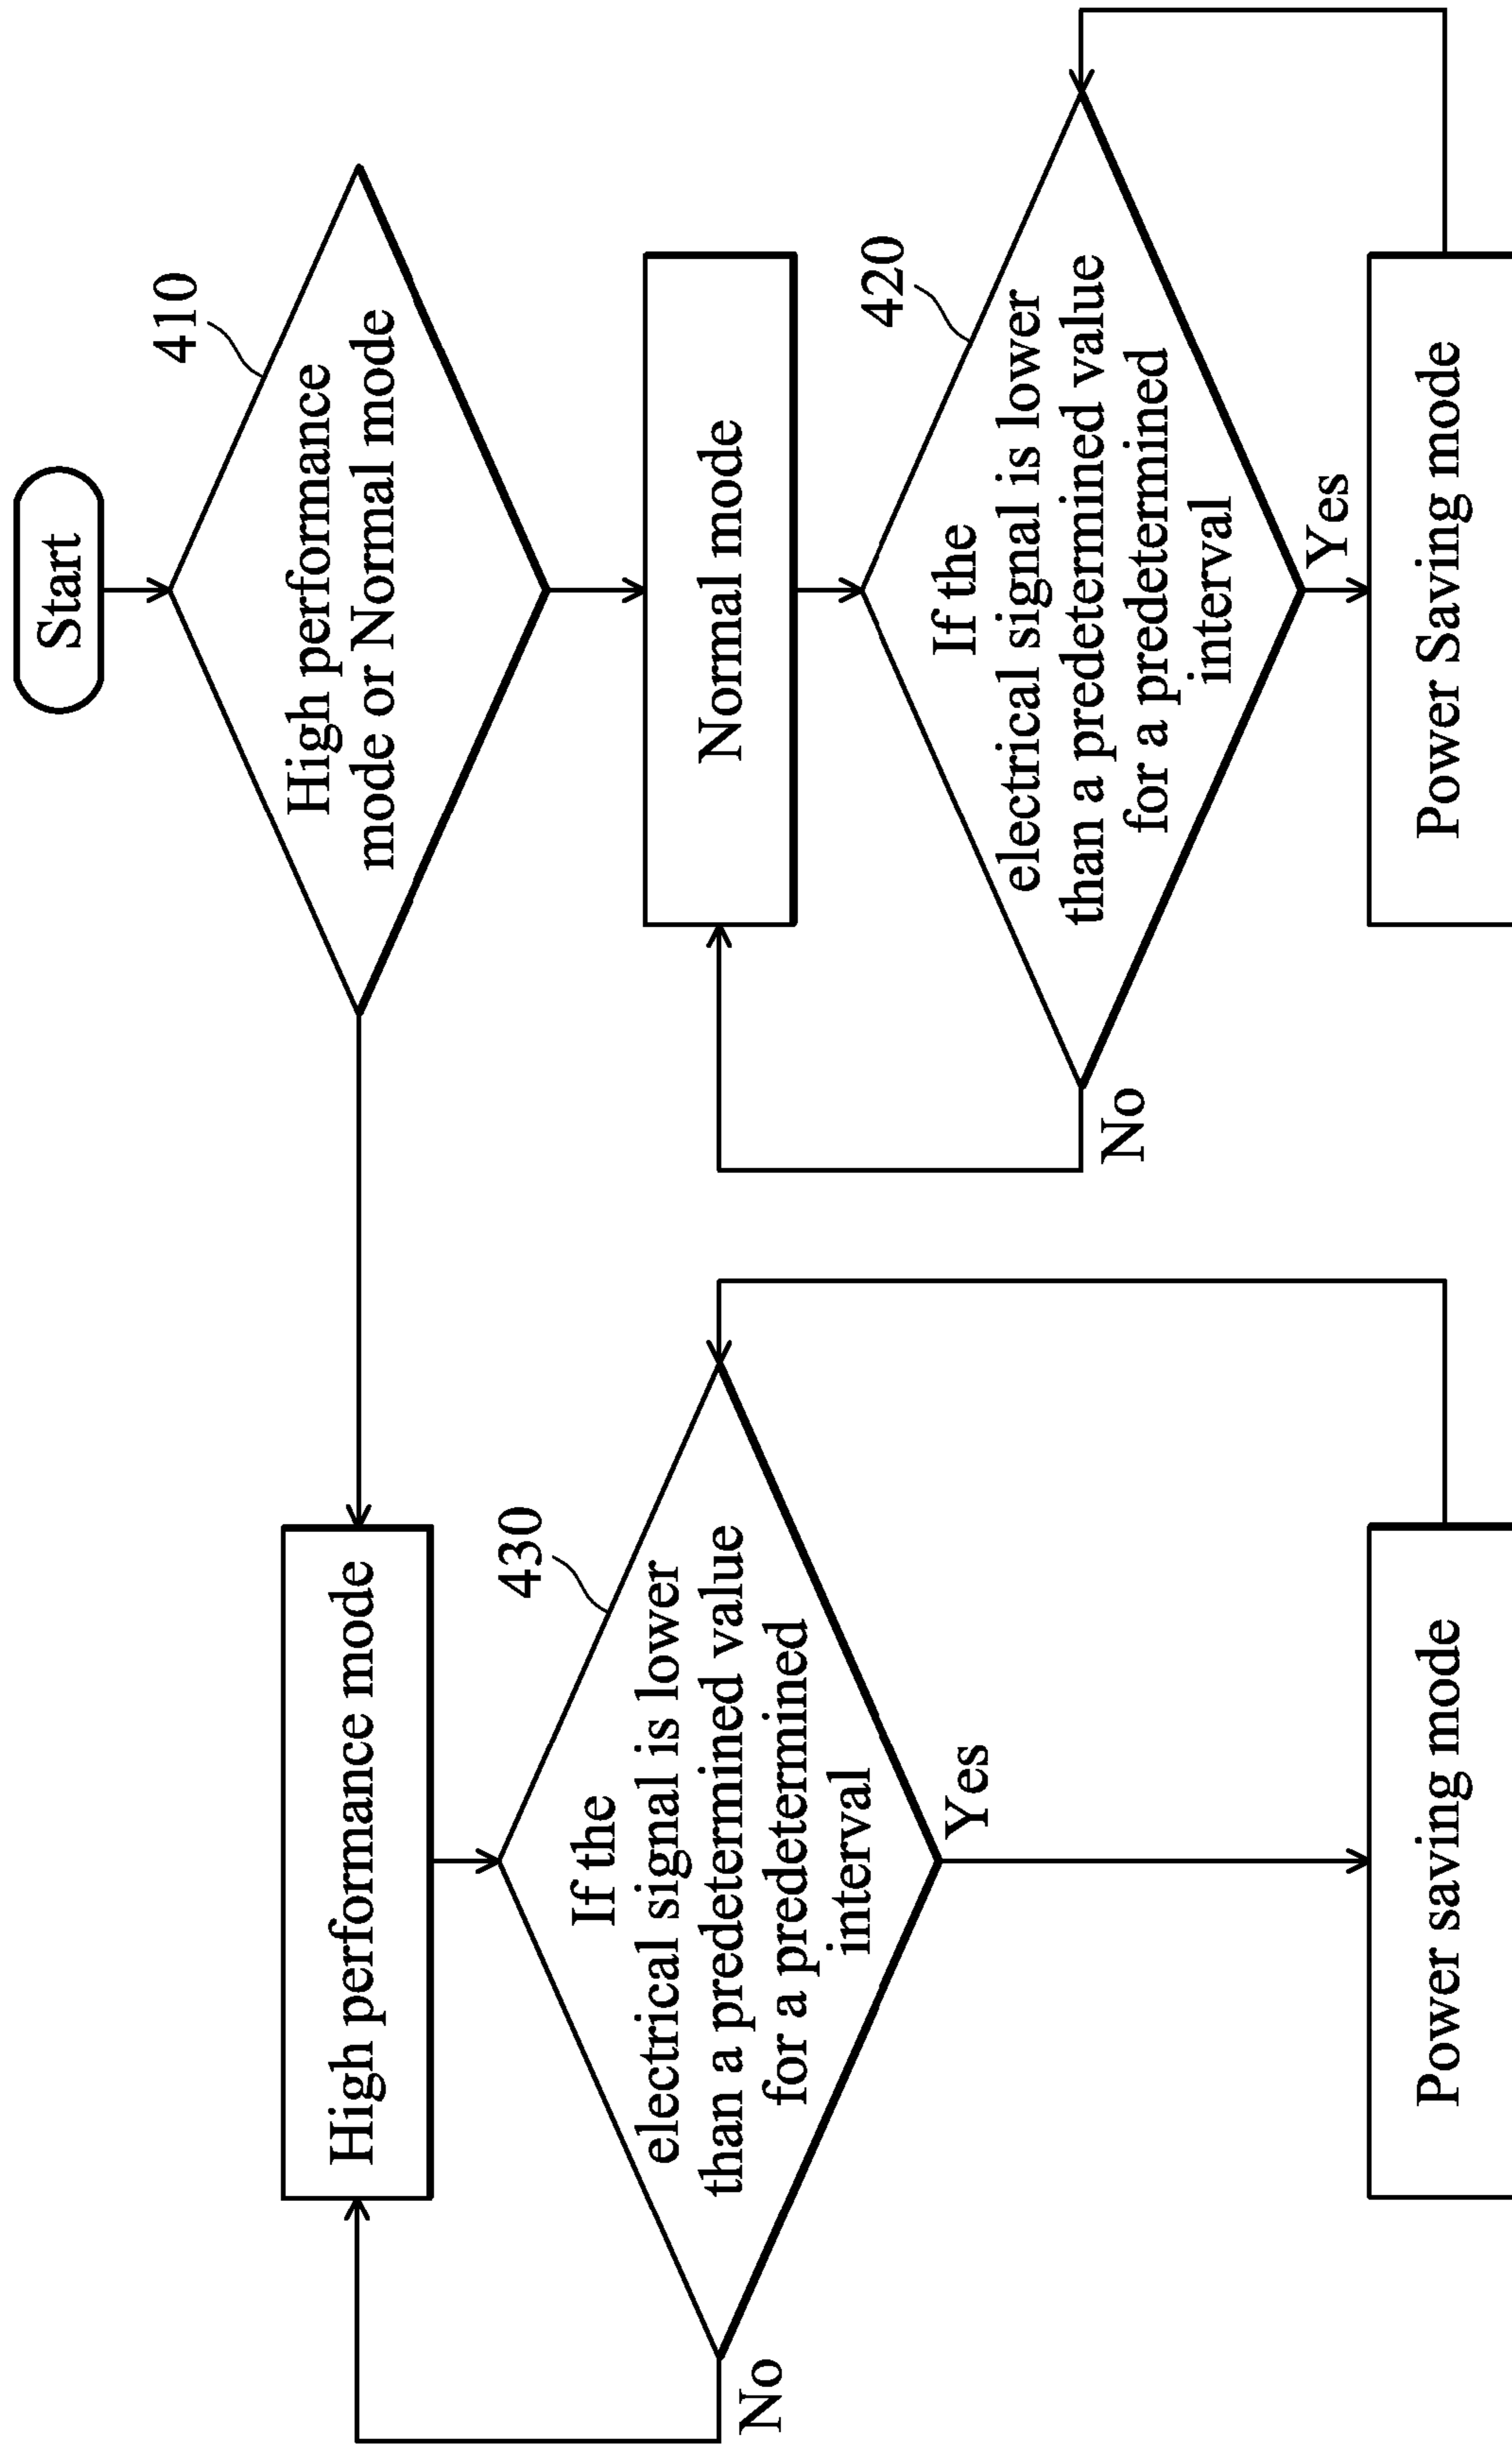 Start
410
High performance
mode or Normal mode
High performance mode
Normal mode
430
If the
electrical signal is lower
than a predetermined value
for a predetermined
interval
No
Yes
420
If the
electrical signal is lower
than a predetermined value
for a predetermined
interval
No
Yes
Power saving mode
Power Saving mode